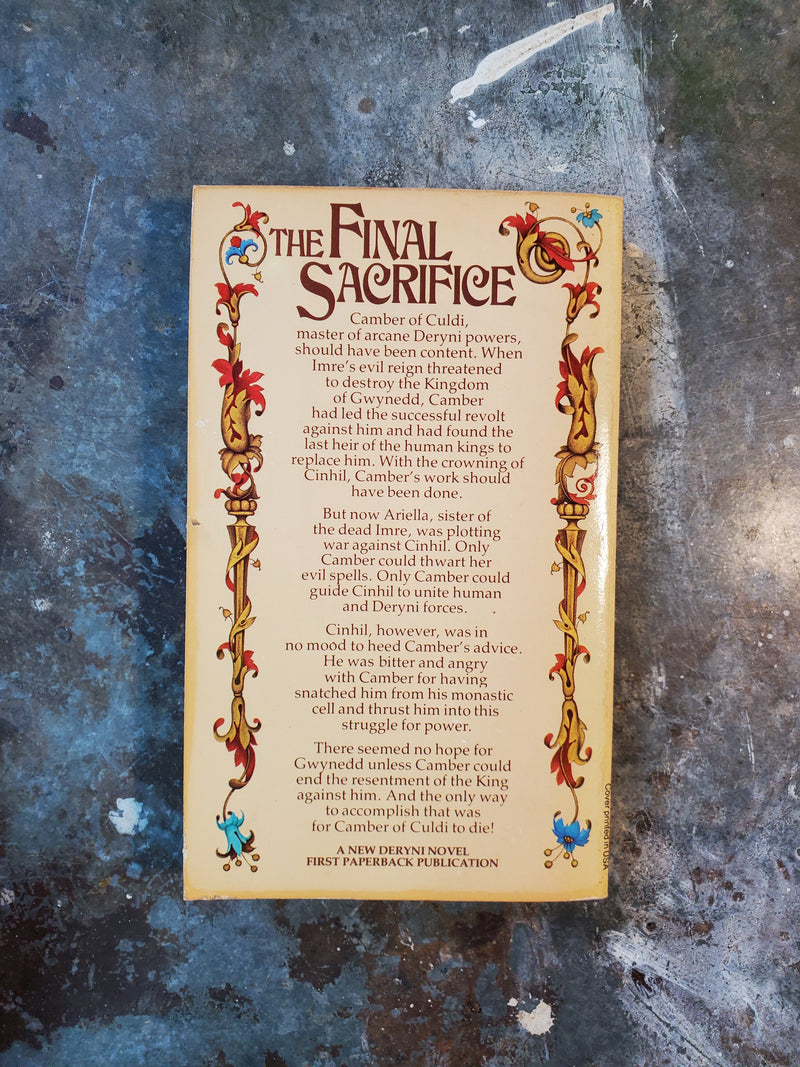 THE FINAL
SACRIFICE
Camber of Culdi,
master of arcane Deryni powers,
should have been content. When
Imre's evil reign threatened
to destroy the Kingdom
of Gwynedd, Camber
had led the successful revolt
against him and had found the
last heir of the human kings to
replace him. With the crowning of
Cinhil, Camber's work should
have been done.
But now Ariella, sister of
the dead Imre, was plotting
war against Cinhil. Only
Camber could thwart her
evil spells. Only Camber could
guide Cinhil to unite human
and Deryni forces.
Cinhil, however, was in
no mood to heed Camber's advice.
He was bitter and angry
with Camber for having
snatched him from his monastic
cell and thrust him into this
struggle for power.
There seemed no hope for
Gwynedd unless Camber could
end the resentment of the King
against him. And the only way
to accomplish that was
for Camber of Culdi to die!
A NEW DERYNI NOVEL
FIRST PAPERBACK PUBLICATION
Cover printed in USA